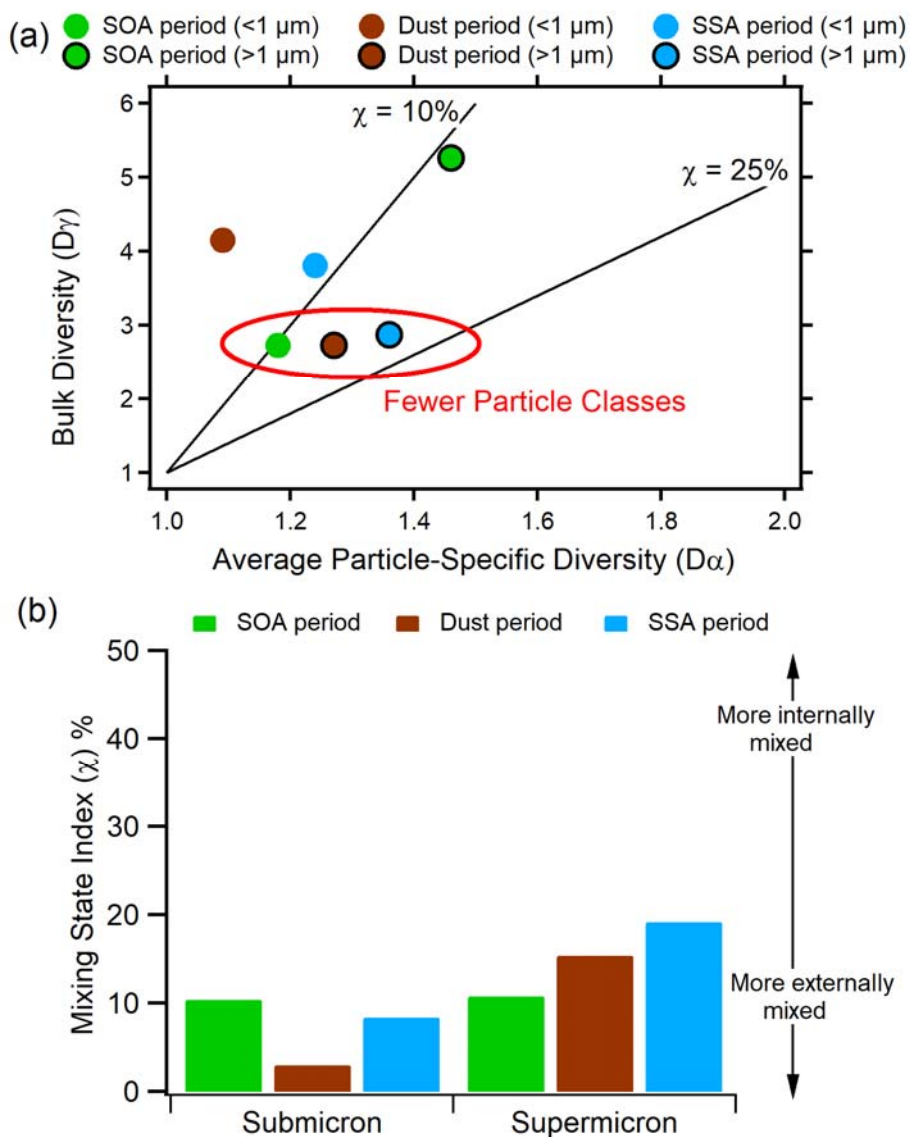 (a)
SOA period (<1 µm) Dust period (<1 µm) SSA period (<1 µm)
SOA period (>1 µm) Dust period (>1 µm) SSA period (>1 µm)
6
5
4
3
2
1
Bulk Diversity (Dγ)
χ = 10%
χ = 25%
Fewer Particle Classes
1.0 1.2 1.4 1.6 1.8 2.0
Average Particle-Specific Diversity (Dα)
(b)
SOA period Dust period SSA period
50
40
30
20
10
0
Mixing State Index (χ) %
More internally
mixed
More externally
mixed
Submicron Supermicron